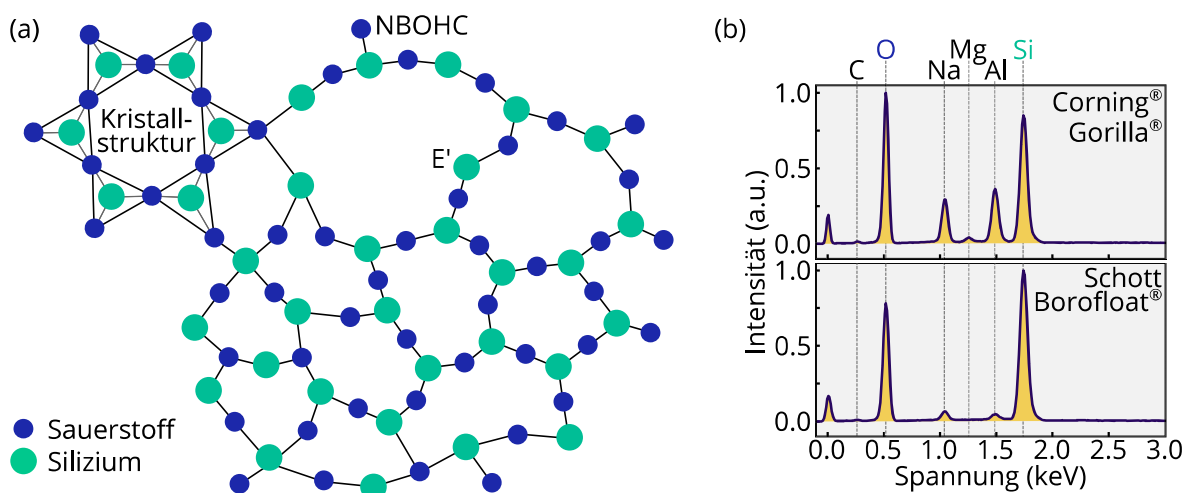 (a)
NBOHC
Kristall-
struktur
E'
Sauerstoff
Silizium
(b)
O
Mg
Si
C
Na
Al
1.0
Corning®
Gorilla®
0.5
0.0
1.0
Schott
Borofloat®
0.5
0.0
Intensität (a.u.)
0.0 0.5 1.0 1.5 2.0 2.5 3.0
Spannung (keV)